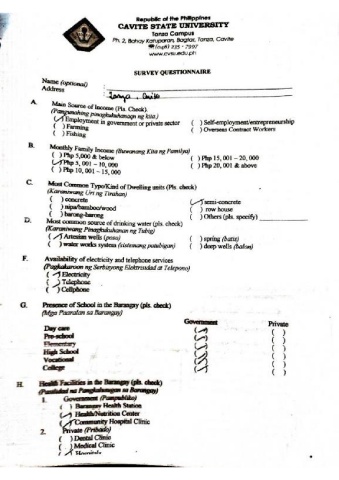 Republic of the Philippines
CAVITE STATE UNIVERSITY
Tanza Campus
Ph. 2, Bahay Katuparan, Bagtas, Tanza, Cavite
www.cvsu.edu.ph
SURVEY QUESTIONNAIRE
Name (optional)
Address : Tanza, Cavite
A. Main Source of Income (Pls. Check).
(Pangunahing pinagkukunan ng kita)
(✓) Employment in government or private sector ( ) Self-employment/entrepreneurship
( ) Farming ( ) Overseas Contract Workers
( ) Fishing
B. Monthly Family Income (Buwanang Kita ng Pamilya)
( ) Php 5,000 & below ( ) Php 15, 001 – 20, 000
(✓) Php 5, 001 – 10, 000 ( ) Php 20, 001 & above
( ) Php 10, 001 – 15, 000
C. Most Common Type/Kind of Dwelling units (Pls. check)
(Karaniwang Uri ng Tirahan)
( ) concrete (✓) semi-concrete
( ) nipa/bamboo/wood ( ) row house
( ) barong-barong ( ) Others (pls. specify)
D. Most common source of drinking water (pls. check)
(Karaniwang Pinagkukuhanan ng Tubig)
(✓) Artesian wells (poso) ( ) spring (batis)
( ) water works system (sistemang patubigan) ( ) deep wells (balon)
F. Availability of electricity and telephone services
(Pagkakaroon ng Serbisyong Elektrisidad at Telepono)
(✓) Electricity
(✓) Telephone
( ) Cellphone
G. Presence of School in the Barangay (pls. check)
(Mga Paaralan sa Barangay)
Government Private
Day care (✓) ( )
Pre-school (✓) ( )
Elementary (✓) ( )
High School (✓) ( )
Vocational (✓) ( )
College (✓) ( )
H. Health Facilities in the Barangay (pls. check)
1. Government (Pampubliko)
( ) Barangay Health Station
(✓) Health/Nutrition Center
(✓) Community Hospital Clinic
2. Private (Pribado)
( ) Dental Clinic
( ) Medical Clinic
(✓) Hospitals